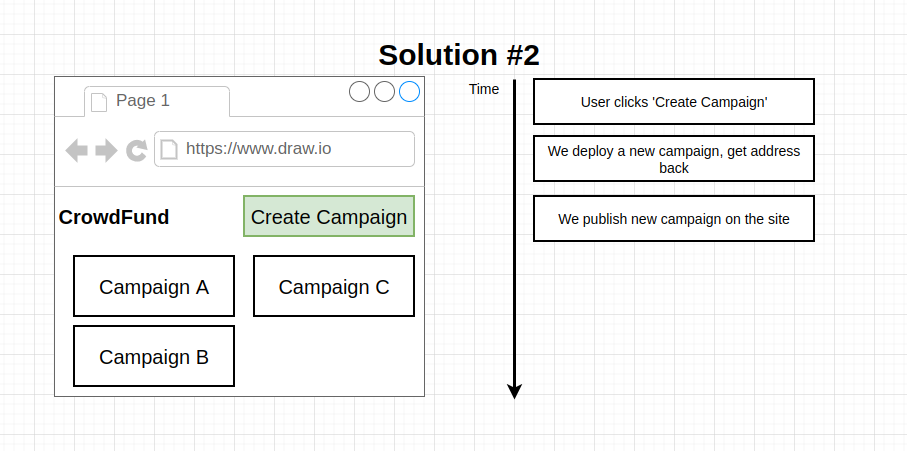 Solution #2
Page 1
https://www.draw.io
CrowdFund
Create Campaign
Campaign A
Campaign C
Campaign B
Time
User clicks 'Create Campaign'
We deploy a new campaign, get address
back
We publish new campaign on the site